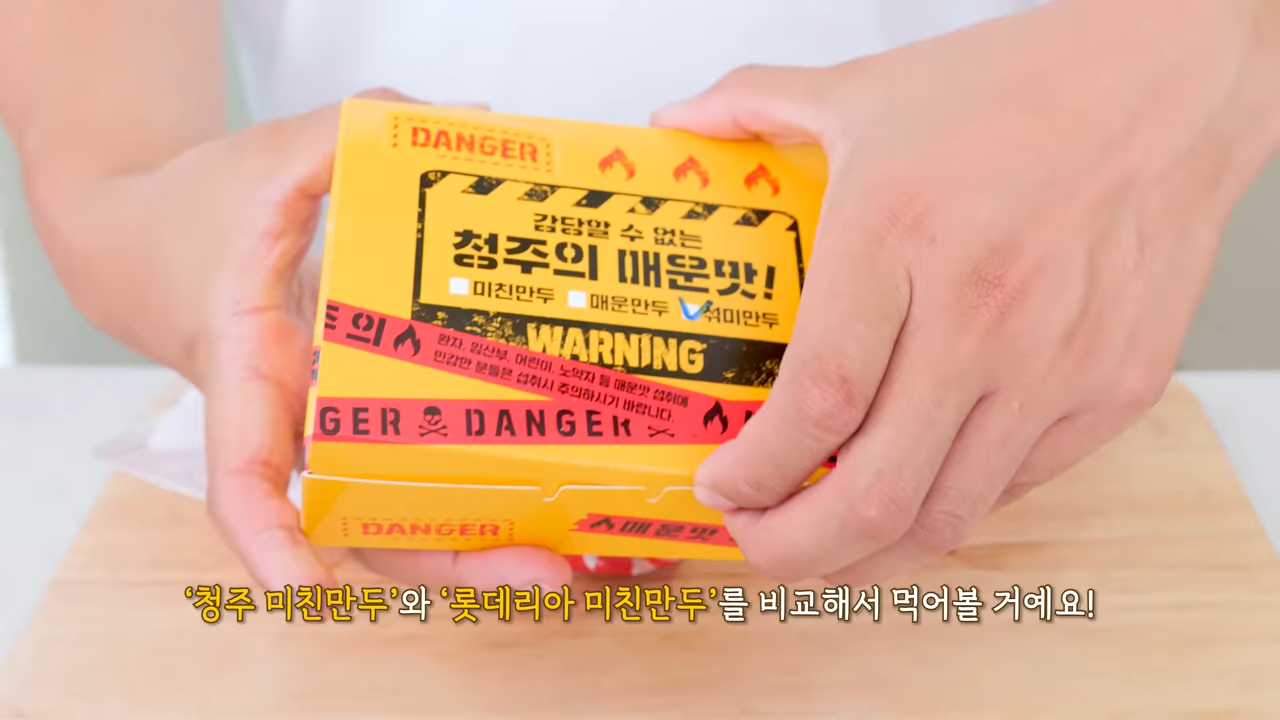 DANGER
감당할 수 없는
청주의 매운맛!
미친만두 매운만두 섞미만두
WARNING
주의
환자, 임산부, 어린이, 노약자 등 매운맛 섭취에
민감한 분들은 섭취시 주의하시기 바랍니다.
GER DANGER
DANGER 매운맛
‘청주 미친만두’와 ‘롯데리아 미친만두’를 비교해서 먹어볼 거예요!